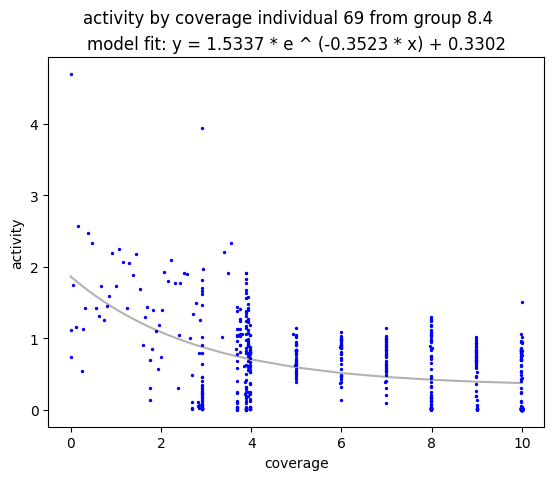 activity by coverage individual 69 from group 8.4
model fit: y = 1.5337 * e ^ (-0.3523 * x) + 0.3302
4
3
2
1
0
activity
0 2 4 6 8 10
coverage